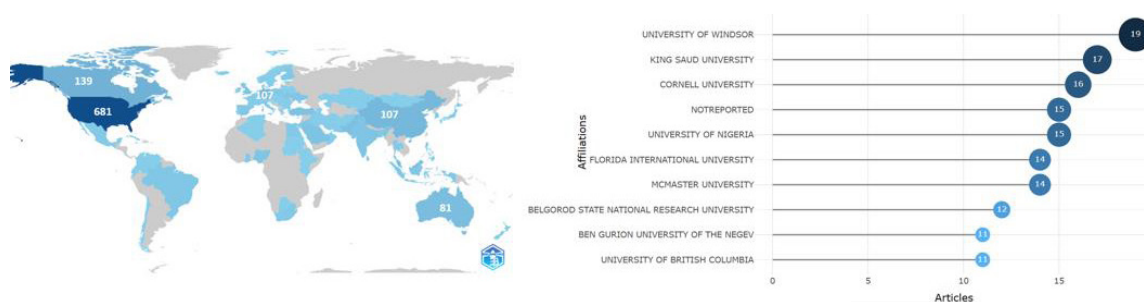 139
681
107
107
81
UNIVERSITY OF WINDSOR
19
KING SAUD UNIVERSITY
17
CORNELL UNIVERSITY
16
NOTREPORTED
15
UNIVERSITY OF NIGERIA
15
FLORIDA INTERNATIONAL UNIVERSITY
14
MCMASTER UNIVERSITY
14
BELGOROD STATE NATIONAL RESEARCH UNIVERSITY
12
BEN GURION UNIVERSITY OF THE NEGEV
11
UNIVERSITY OF BRITISH COLUMBIA
11
Affiliations
0 5 10 15
Articles